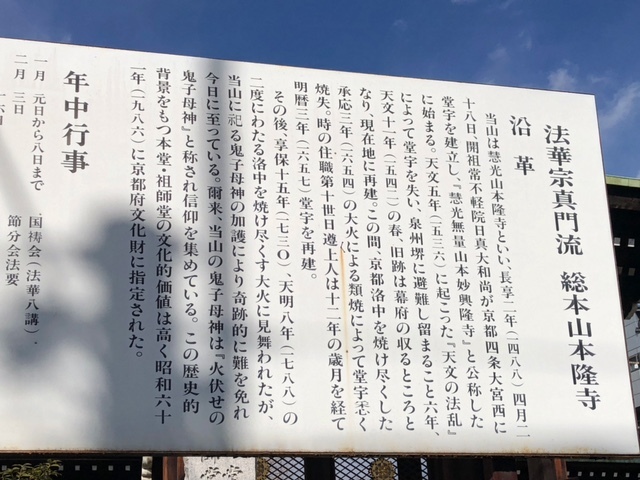 法華宗真門流　総本山本隆寺
沿革
当山は慧光山本隆寺といい、長享二年（一四八八）四月二
十八日、開祖常不軽院日真大和尚が京都四条大宮西に
堂宇を建立し、『慧光無量山本妙興隆寺』と公称した
に始まる。天文五年（一五三六）に起こった『天文の法乱』
によって堂宇を失い、泉州堺に避難し留まること六年、
天文十一年（一五四二）の春、旧跡は幕府の収るところと
なり、現在地に再建。この間、京都洛中を焼け尽くした
承応三年（一六五四）の大火による類焼によって堂宇悉く
焼失。時の住職第十世日遵上人は十二年の歳月を経て
明暦三年（一六五七）堂宇を再建。
その後、享保十五年（一七三〇）、天明八年（一七八八）の
二度にわたる洛中を焼け尽くす大火に見舞われたが、
当山に祀る鬼子母神の加護により奇跡的に難を免れ
今日に至っている。爾来、当山の鬼子母神は『火伏せの
鬼子母神』と称され信仰を集めている。この歴史的
背景をもつ本堂・祖師堂の文化的価値は高く昭和六十
一年（一九八六）に京都府文化財に指定された。
年中行事
一月　元日から八日まで　国祷会（法華八講）
二月　三日　節分会法要